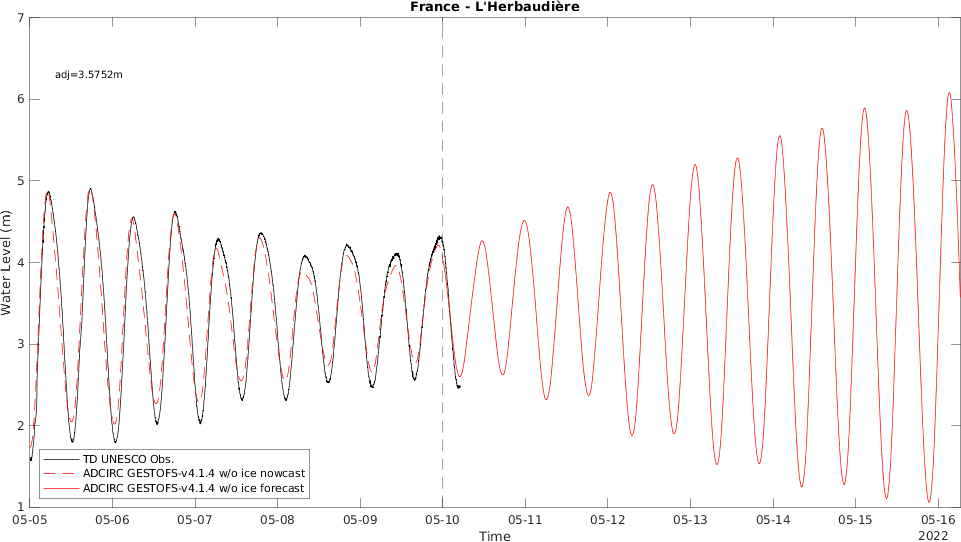 France - L'Herbaudière
7
adj=3.5752m
6
5
4
3
2
1
Water Level (m)
TD UNESCO Obs.
ADCIRC GESTOFS-v4.1.4 w/o ice nowcast
ADCIRC GESTOFS-v4.1.4 w/o ice forecast
05-05 05-06 05-07 05-08 05-09 05-10 05-11 05-12 05-13 05-14 05-15 05-16
Time
2022